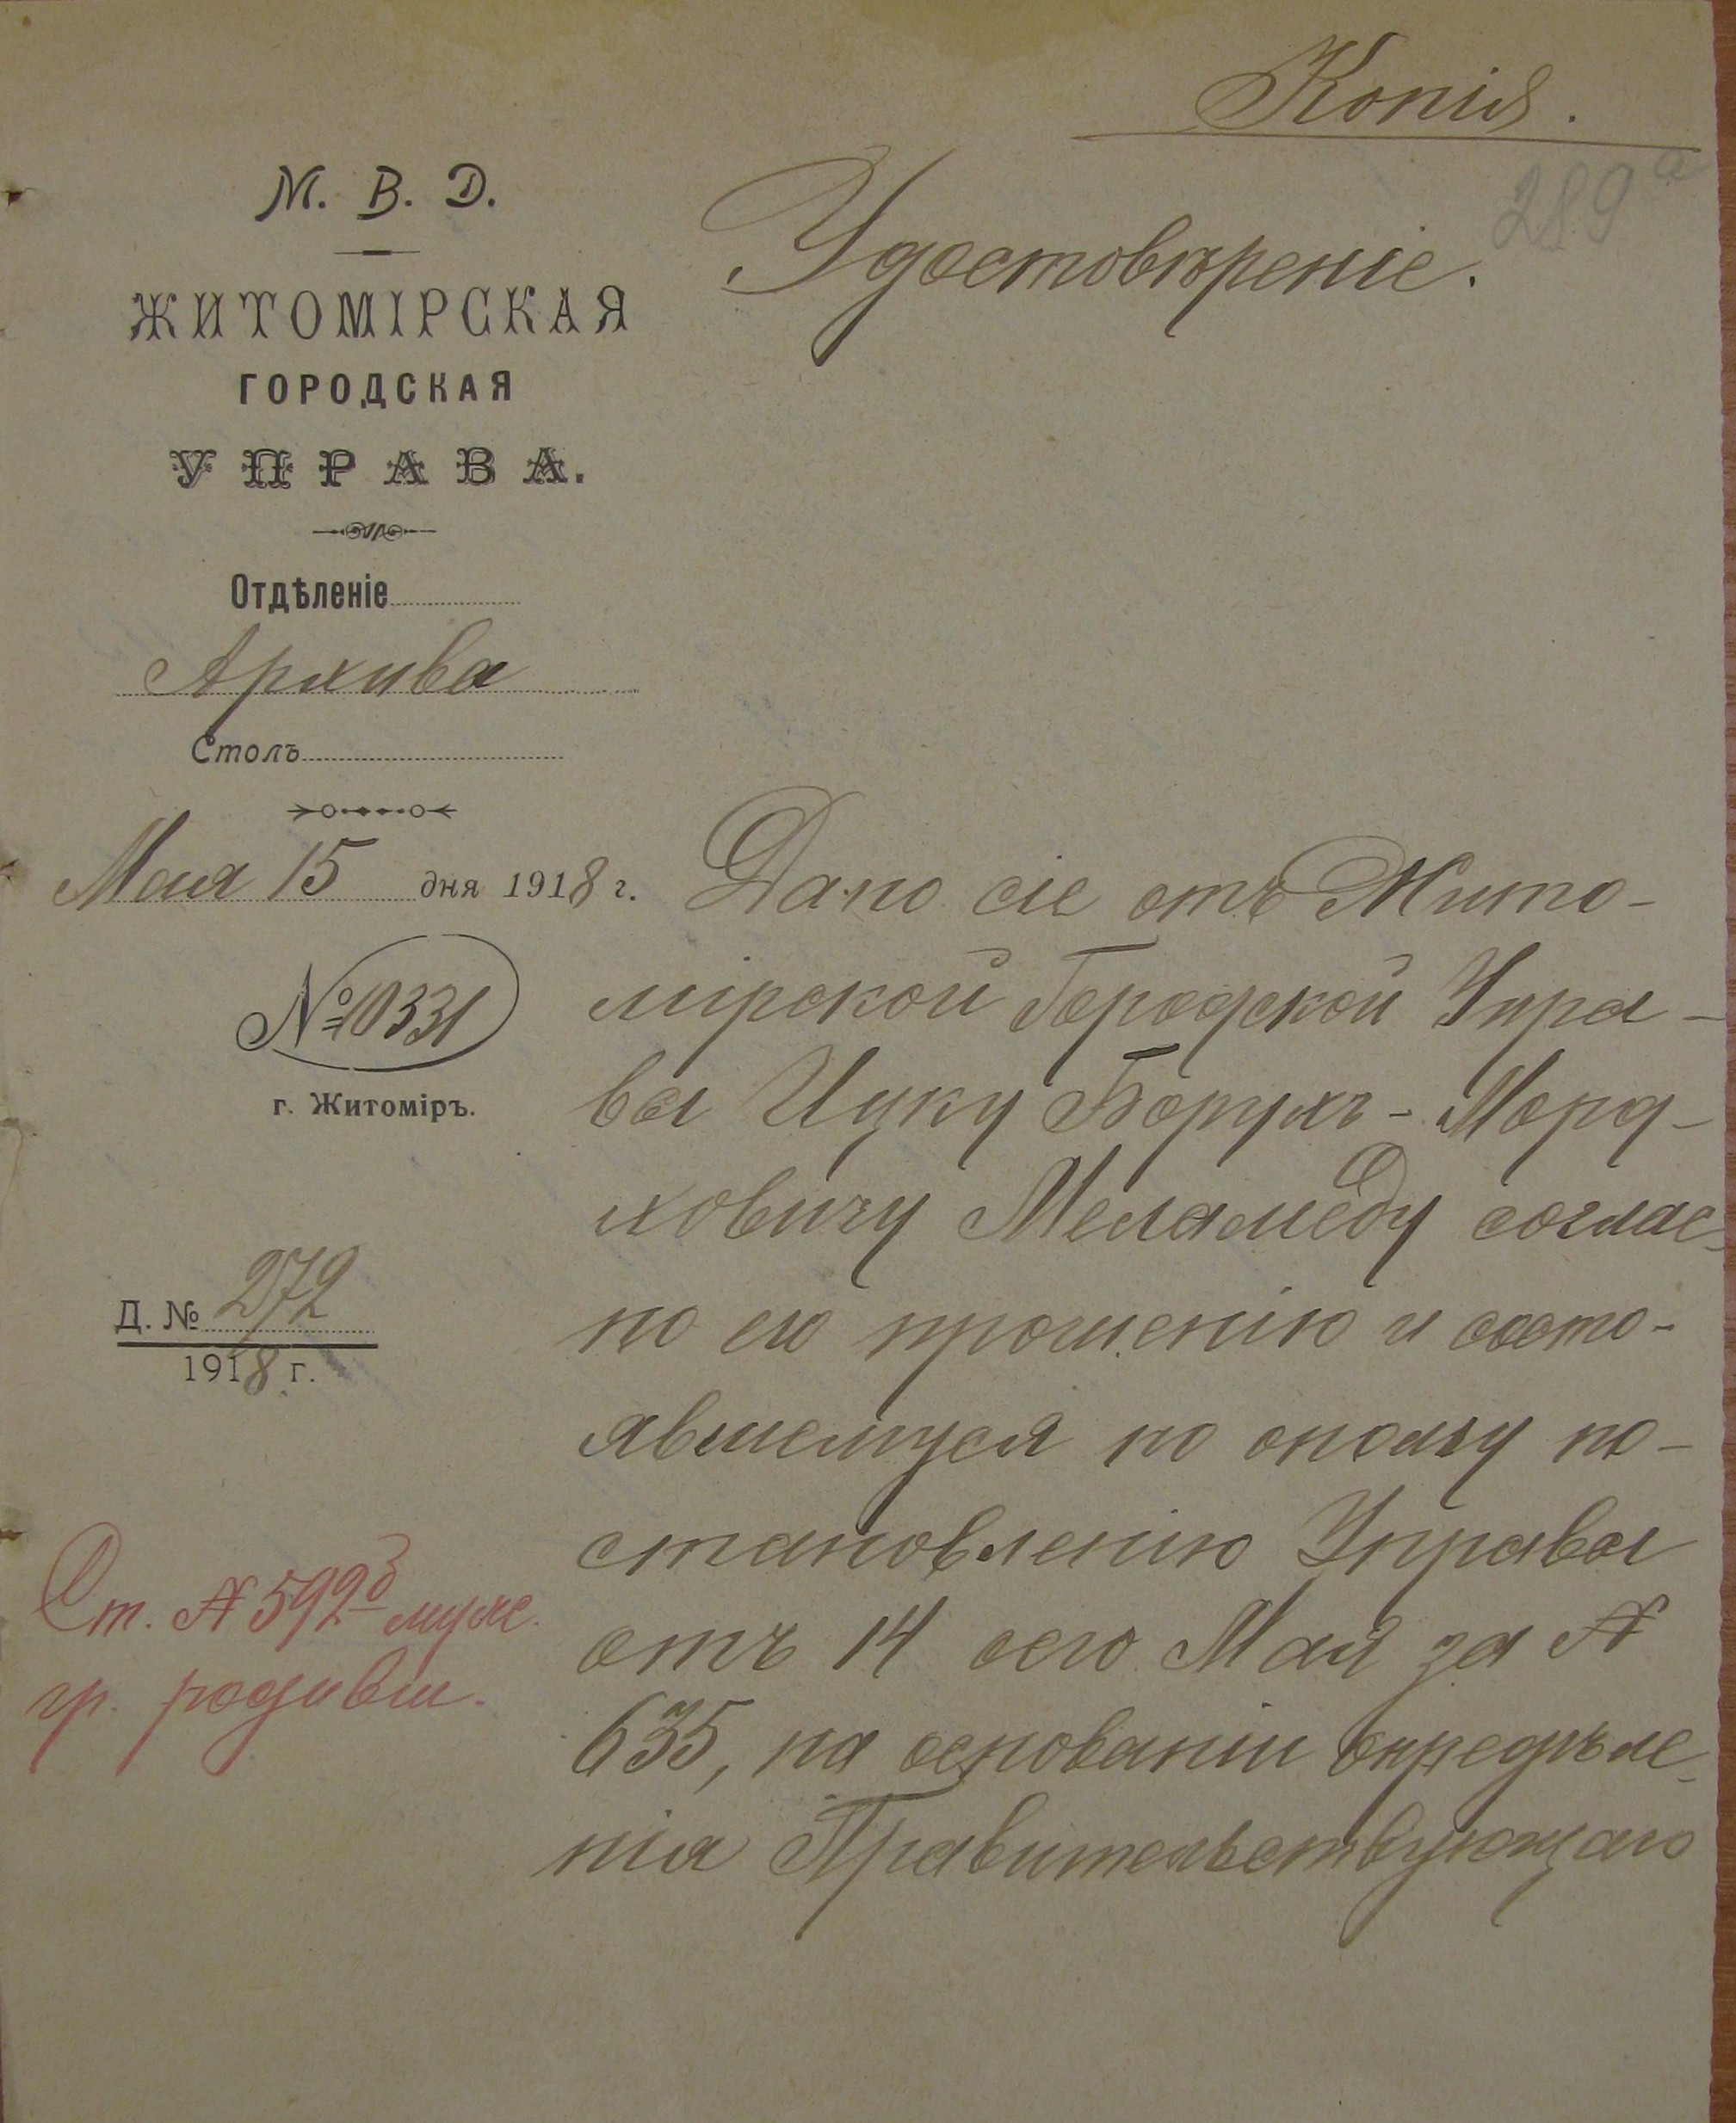 Копія.
289а
М. В. Д.
ЖИТОМІРСКАЯ
ГОРОДСКАЯ
УПРАВА.
Отдѣленіе
Архива
Столъ
Мая 15 дня 1918 г.
№ 10331
г. Житоміръ.
Д. № 272
1918 г.
Ст. № 592 муже.
гр. родивш.
Удостовѣреніе.
Дано сіе отъ Жито-
мірской Городской Упра-
вы Ицку Борухъ-Морд-
ховичу Меламеду соглас-
но его прошенію и состо-
явшемуся по оному по-
становленію Управы
отъ 14 сего Мая за №
635, на основаніи опредѣле-
нія Правительствующаго